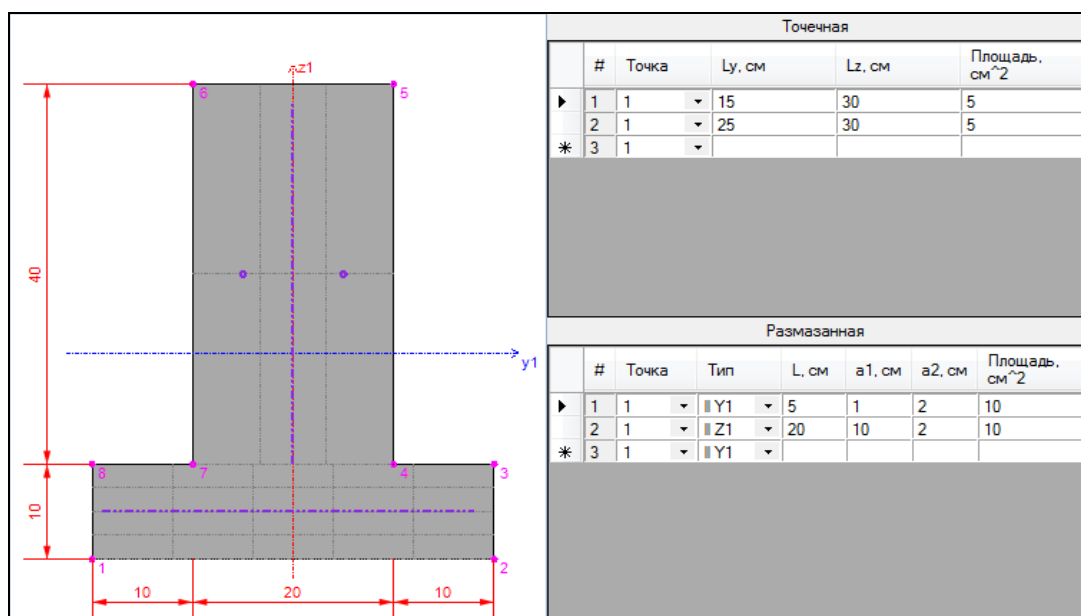 z1
6
5
40
y1
8
7
4
3
10
1
2
10
20
10
Точечная
# Точка Ly, см Lz, см Площадь, см^2
1 1 15 30 5
2 1 25 30 5
3 1
Размазанная
# Точка Тип L, см a1, см a2, см Площадь, см^2
1 1 Y1 5 1 2 10
2 1 Z1 20 10 2 10
3 1 Y1